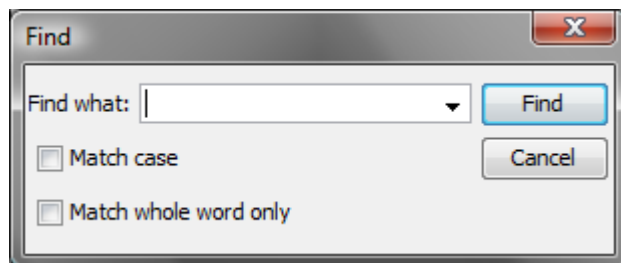 Find
Find what: Find
Match case Cancel
Match whole word only